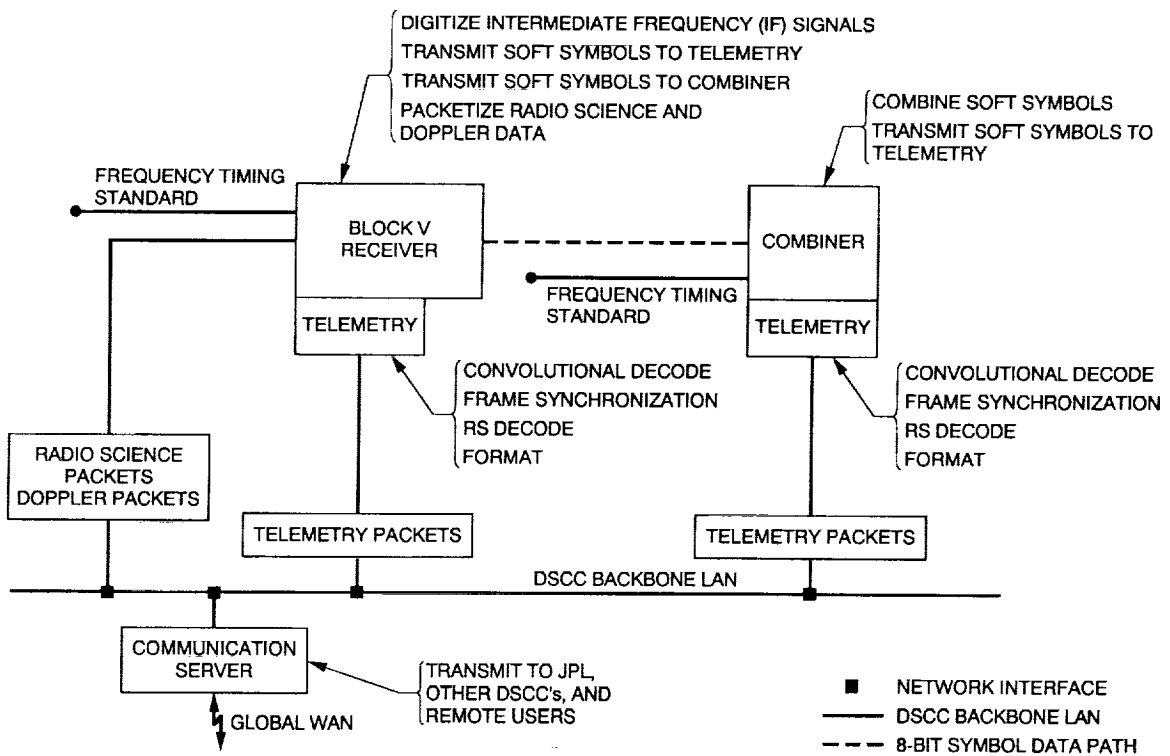 DIGITIZE INTERMEDIATE FREQUENCY (IF) SIGNALS
TRANSMIT SOFT SYMBOLS TO TELEMETRY
TRANSMIT SOFT SYMBOLS TO COMBINER
PACKETIZE RADIO SCIENCE AND
DOPPLER DATA
COMBINE SOFT SYMBOLS
TRANSMIT SOFT SYMBOLS TO
TELEMETRY
FREQUENCY TIMING
STANDARD
BLOCK V
RECEIVER
COMBINER
FREQUENCY TIMING
STANDARD
TELEMETRY
TELEMETRY
CONVOLUTIONAL DECODE
FRAME SYNCHRONIZATION
RS DECODE
FORMAT
CONVOLUTIONAL DECODE
FRAME SYNCHRONIZATION
RS DECODE
FORMAT
RADIO SCIENCE
PACKETS
DOPPLER PACKETS
TELEMETRY PACKETS
TELEMETRY PACKETS
DSCC BACKBONE LAN
COMMUNICATION
SERVER
TRANSMIT TO JPL,
OTHER DSCC's, AND
REMOTE USERS
GLOBAL WAN
NETWORK INTERFACE
DSCC BACKBONE LAN
8-BIT SYMBOL DATA PATH